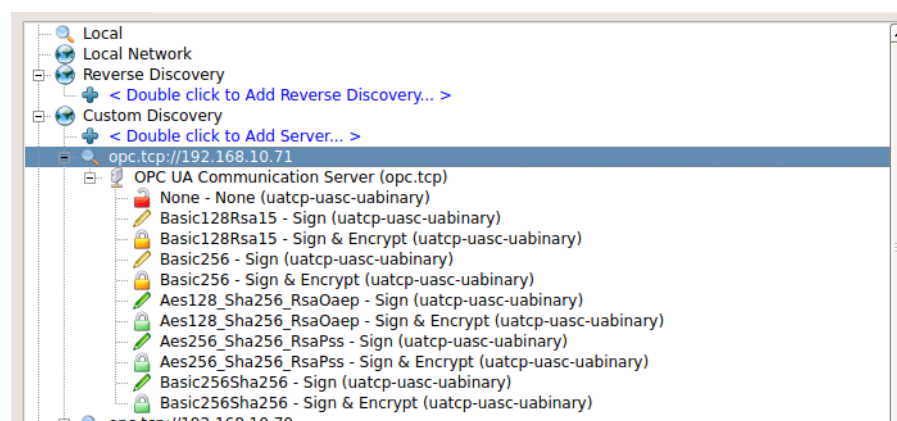 Local
Local Network
Reverse Discovery
< Double click to Add Reverse Discovery... >
Custom Discovery
< Double click to Add Server... >
opc.tcp://192.168.10.71
OPC UA Communication Server (opc.tcp)
None - None (uatcp-uasc-uabinary)
Basic128Rsa15 - Sign (uatcp-uasc-uabinary)
Basic128Rsa15 - Sign & Encrypt (uatcp-uasc-uabinary)
Basic256 - Sign (uatcp-uasc-uabinary)
Basic256 - Sign & Encrypt (uatcp-uasc-uabinary)
Aes128_Sha256_RsaOaep - Sign (uatcp-uasc-uabinary)
Aes128_Sha256_RsaOaep - Sign & Encrypt (uatcp-uasc-uabinary)
Aes256_Sha256_RsaPss - Sign (uatcp-uasc-uabinary)
Aes256_Sha256_RsaPss - Sign & Encrypt (uatcp-uasc-uabinary)
Basic256Sha256 - Sign (uatcp-uasc-uabinary)
Basic256Sha256 - Sign & Encrypt (uatcp-uasc-uabinary)